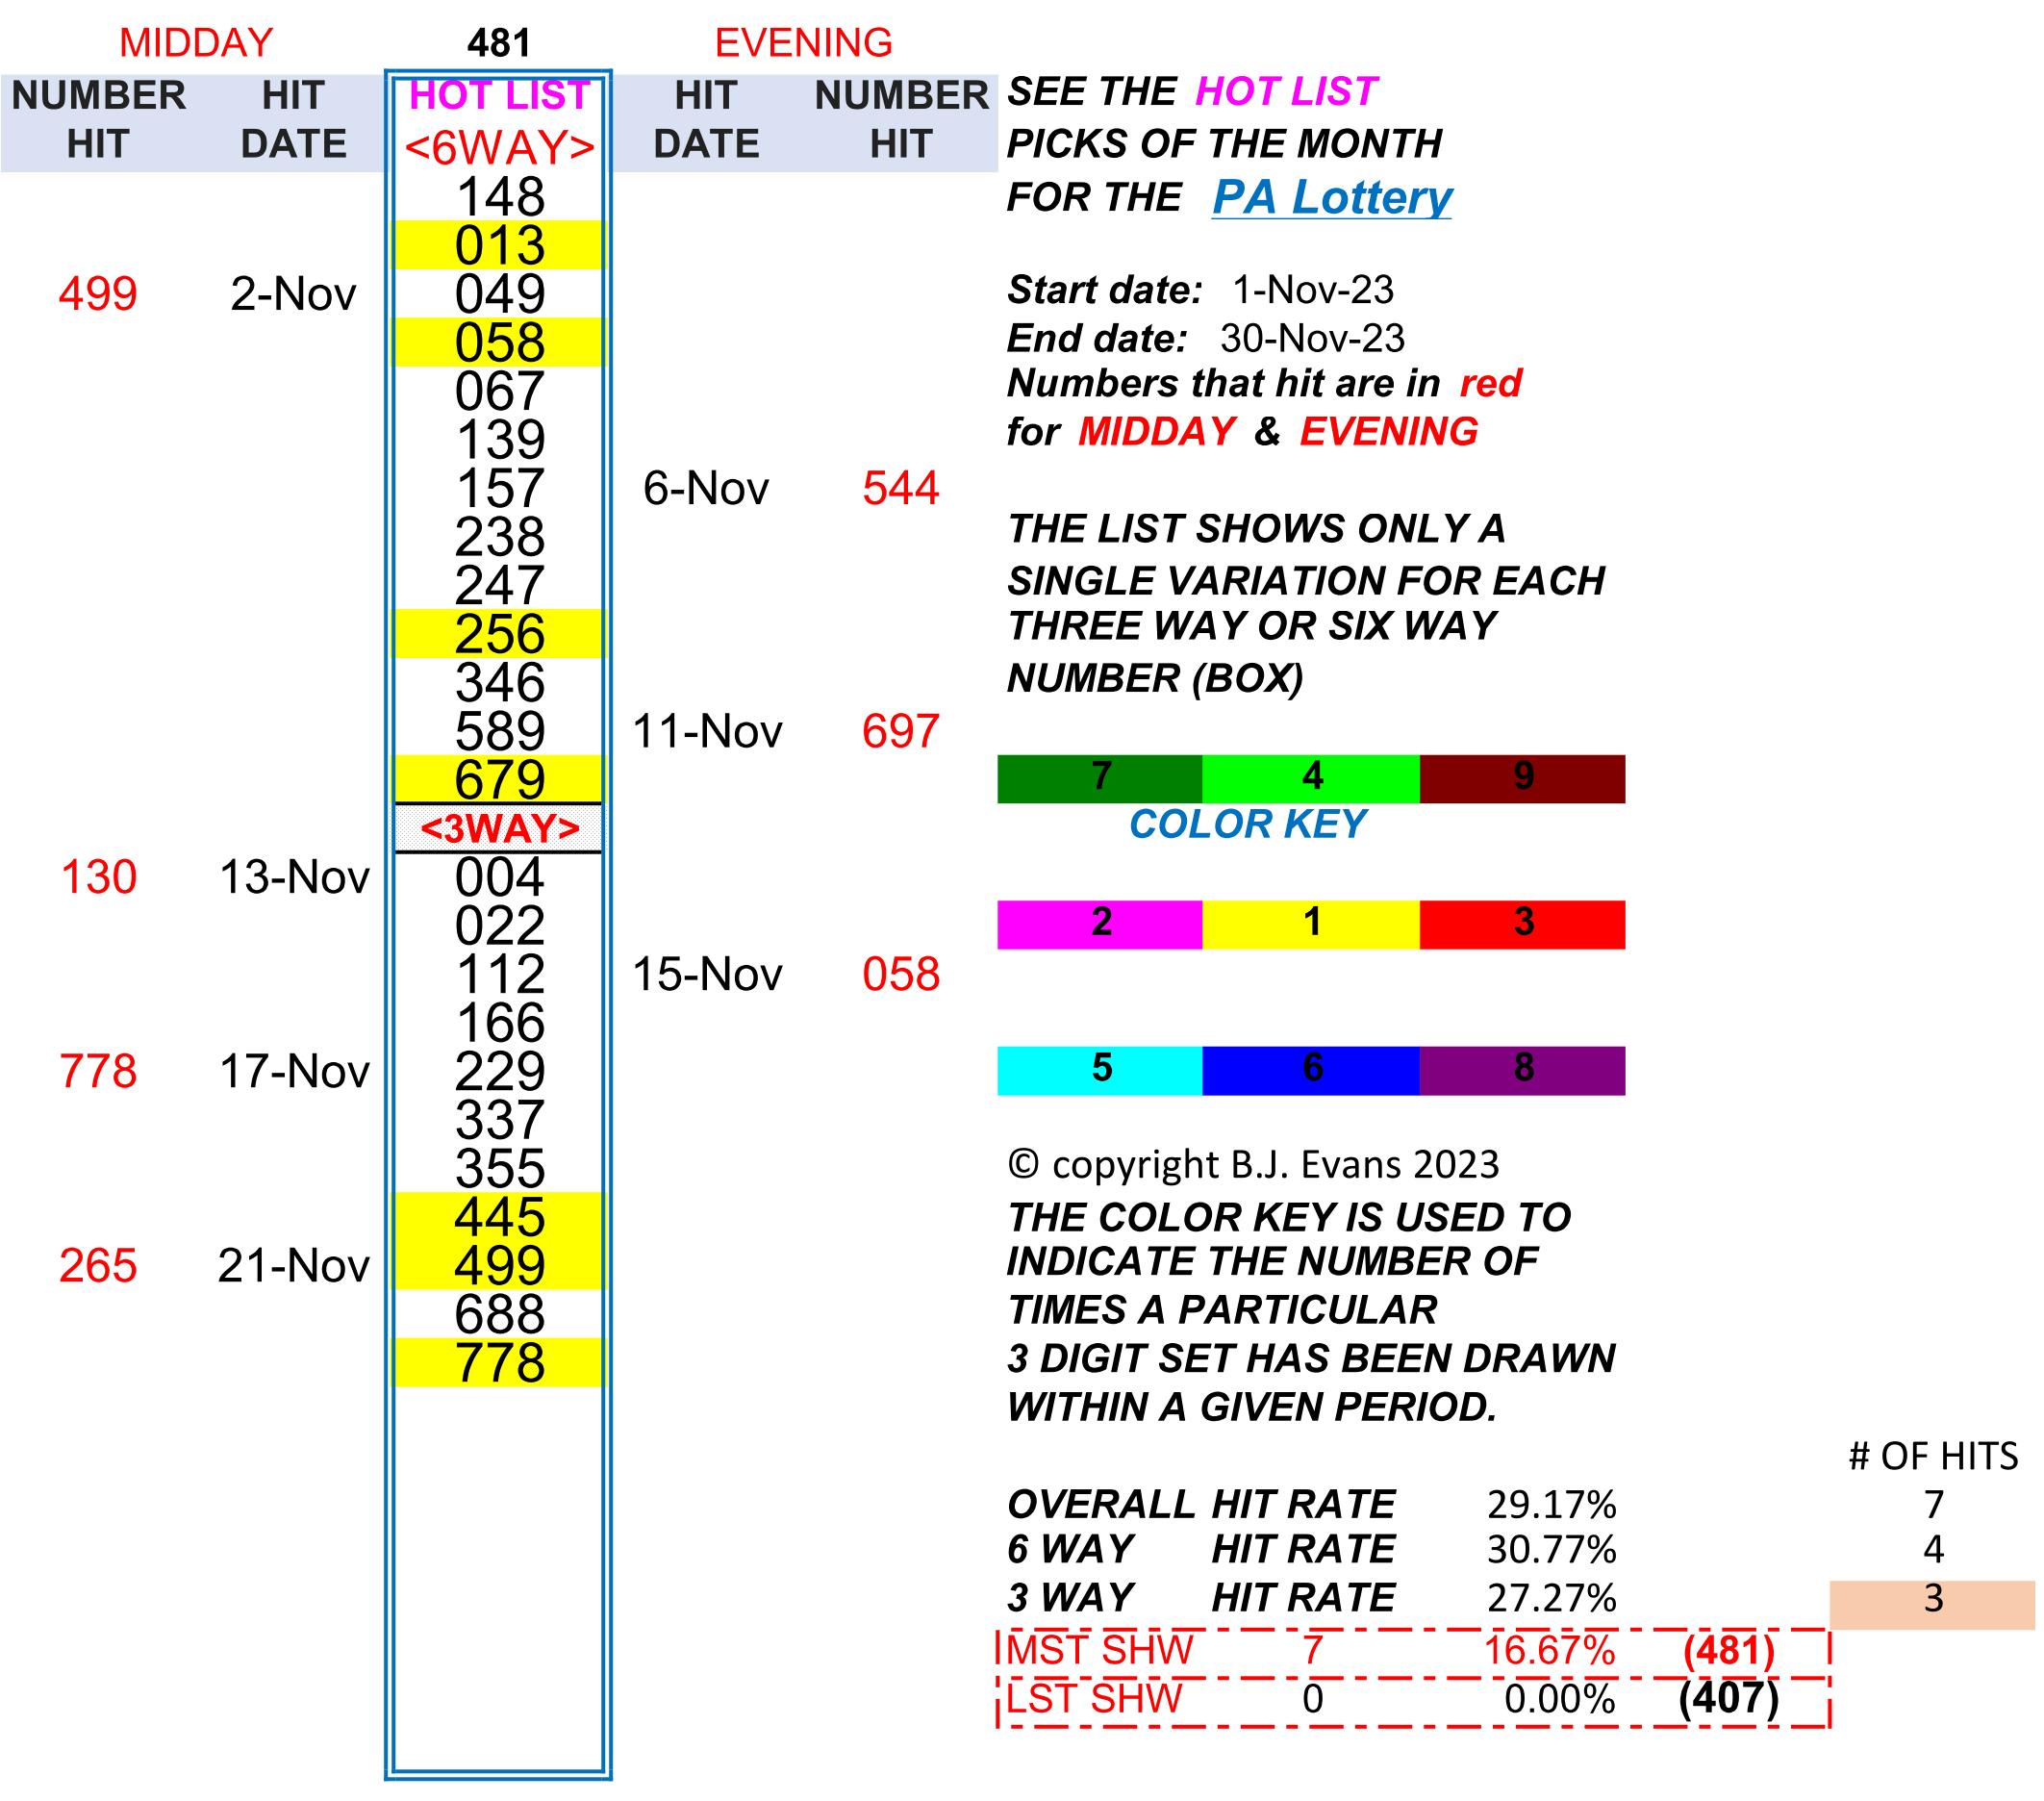 MIDDAY 481 EVENING
NUMBER HIT HOT LIST HIT NUMBER
HIT DATE <6WAY> DATE HIT
148
013
499 2-Nov 049
058
067
139
157 6-Nov 544
238
247
256
346
589 11-Nov 697
679
<3WAY>
130 13-Nov 004
022
112 15-Nov 058
166
778 17-Nov 229
337
355
445
265 21-Nov 499
688
778
SEE THE HOT LIST
PICKS OF THE MONTH
FOR THE PA Lottery
Start date: 1-Nov-23
End date: 30-Nov-23
Numbers that hit are in red
for MIDDAY & EVENING
THE LIST SHOWS ONLY A
SINGLE VARIATION FOR EACH
THREE WAY OR SIX WAY
NUMBER (BOX)
7 4 9
COLOR KEY
2 1 3
5 6 8
© copyright B.J. Evans 2023
THE COLOR KEY IS USED TO
INDICATE THE NUMBER OF
TIMES A PARTICULAR
3 DIGIT SET HAS BEEN DRAWN
WITHIN A GIVEN PERIOD.
# OF HITS
OVERALL HIT RATE 29.17% 7
6 WAY HIT RATE 30.77% 4
3 WAY HIT RATE 27.27% 3
MST SHW 7 16.67% (481)
LST SHW 0 0.00% (407)